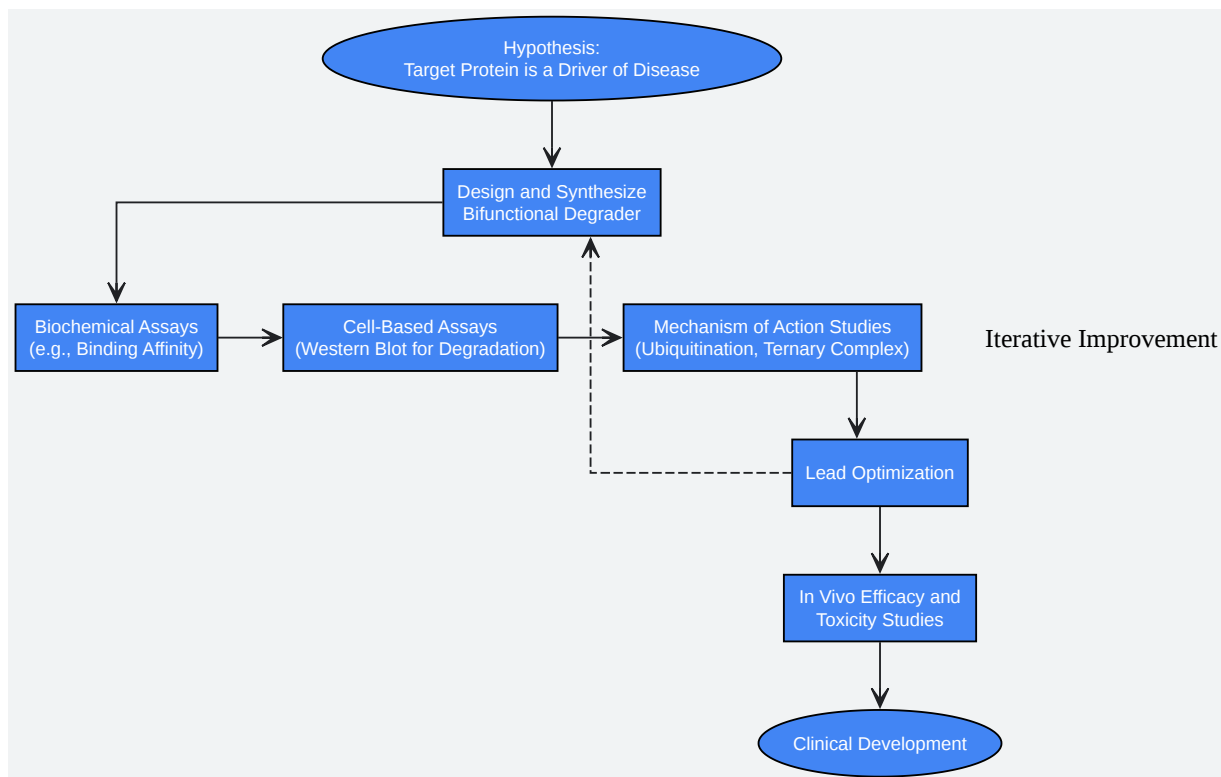 Hypothesis:
Target Protein is a Driver of Disease
Design and Synthesize
Bifunctional Degrader
Biochemical Assays
(e.g., Binding Affinity)
Cell-Based Assays
(Western Blot for Degradation)
Mechanism of Action Studies
(Ubiquitination, Ternary Complex)
Iterative Improvement
Lead Optimization
In Vivo Efficacy and
Toxicity Studies
Clinical Development